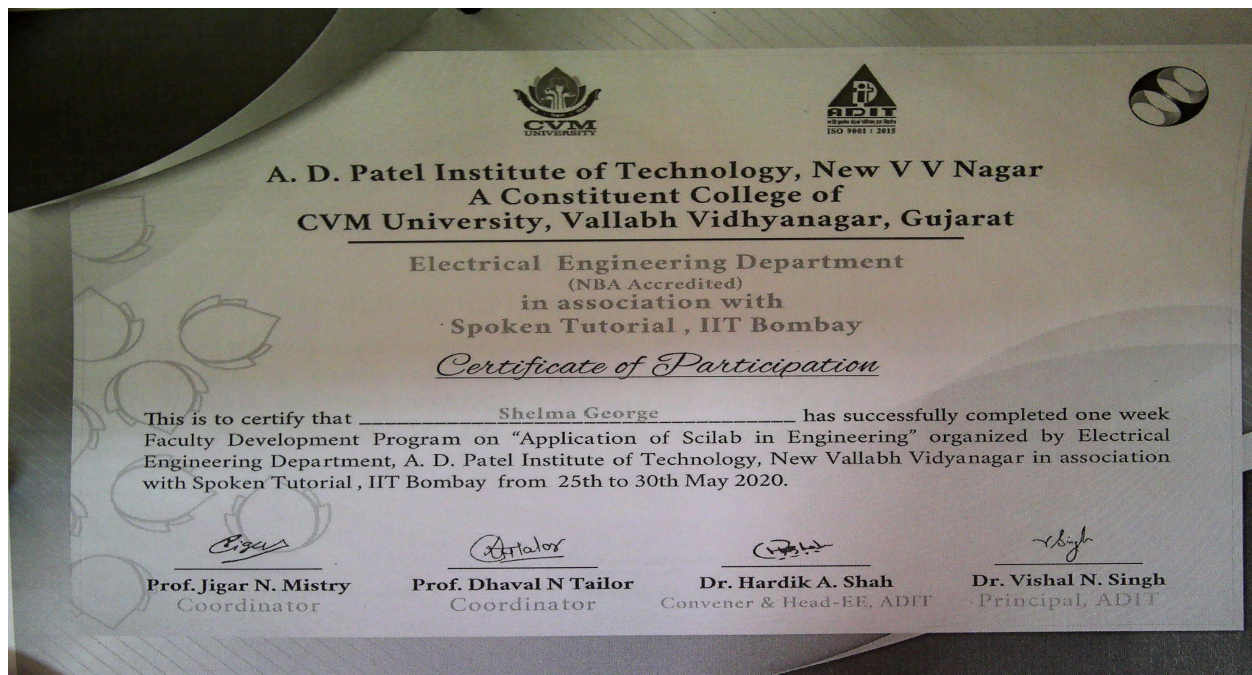 CVM
UNIVERSITY
ADIT
ISO 9001 : 2015
A. D. Patel Institute of Technology, New V V Nagar
A Constituent College of
CVM University, Vallabh Vidhyanagar, Gujarat
Electrical Engineering Department
(NBA Accredited)
in association with
Spoken Tutorial , IIT Bombay
Certificate of Participation
This is to certify that Shelma George has successfully completed one week
Faculty Development Program on “Application of Scilab in Engineering” organized by Electrical
Engineering Department, A. D. Patel Institute of Technology, New Vallabh Vidyanagar in association
with Spoken Tutorial , IIT Bombay from 25th to 30th May 2020.
Prof. Jigar N. Mistry
Prof. Dhaval N Tailor
Dr. Hardik A. Shah
Dr. Vishal N. Singh
Coordinator
Coordinator
Convener & Head-EE, ADIT
Principal, ADIT